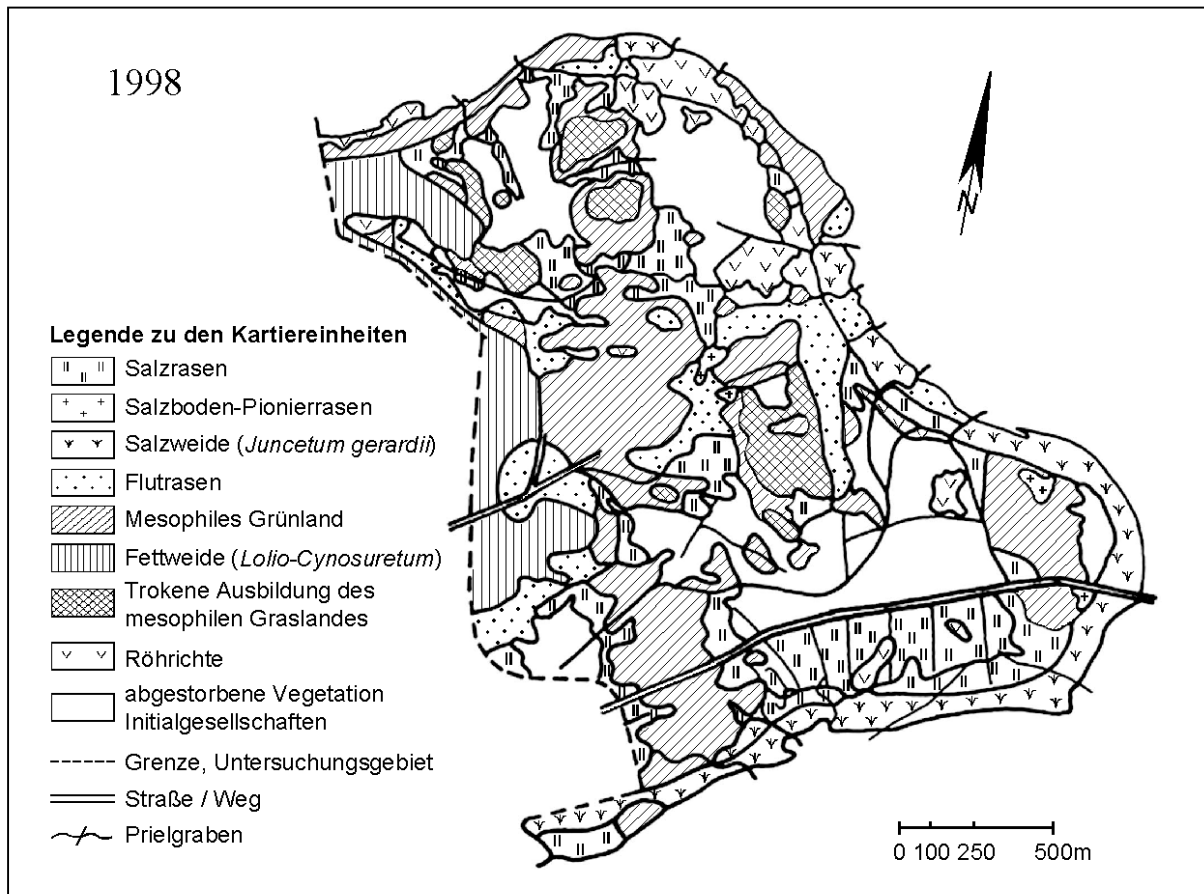 1998
N
Legende zu den Kartiereinheiten
Salzrasen
Salzboden-Pionierrasen
Salzweide (Juncetum gerardii)
Flutrasen
Mesophiles Grünland
Fettweide (Lolio-Cynosuretum)
Trokene Ausbildung des
mesophilen Graslandes
Röhrichte
abgestorbene Vegetation
Initialgesellschaften
Grenze, Untersuchungsgebiet
Straße / Weg
Prielgraben
0 100 250 500m